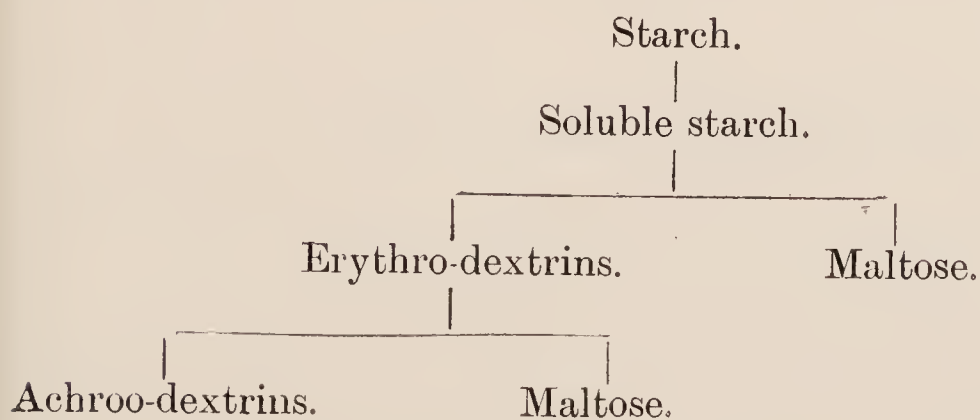 Starch.
Soluble starch.
Erythro-dextrins. Maltose.
Achroo-dextrins. Maltose.